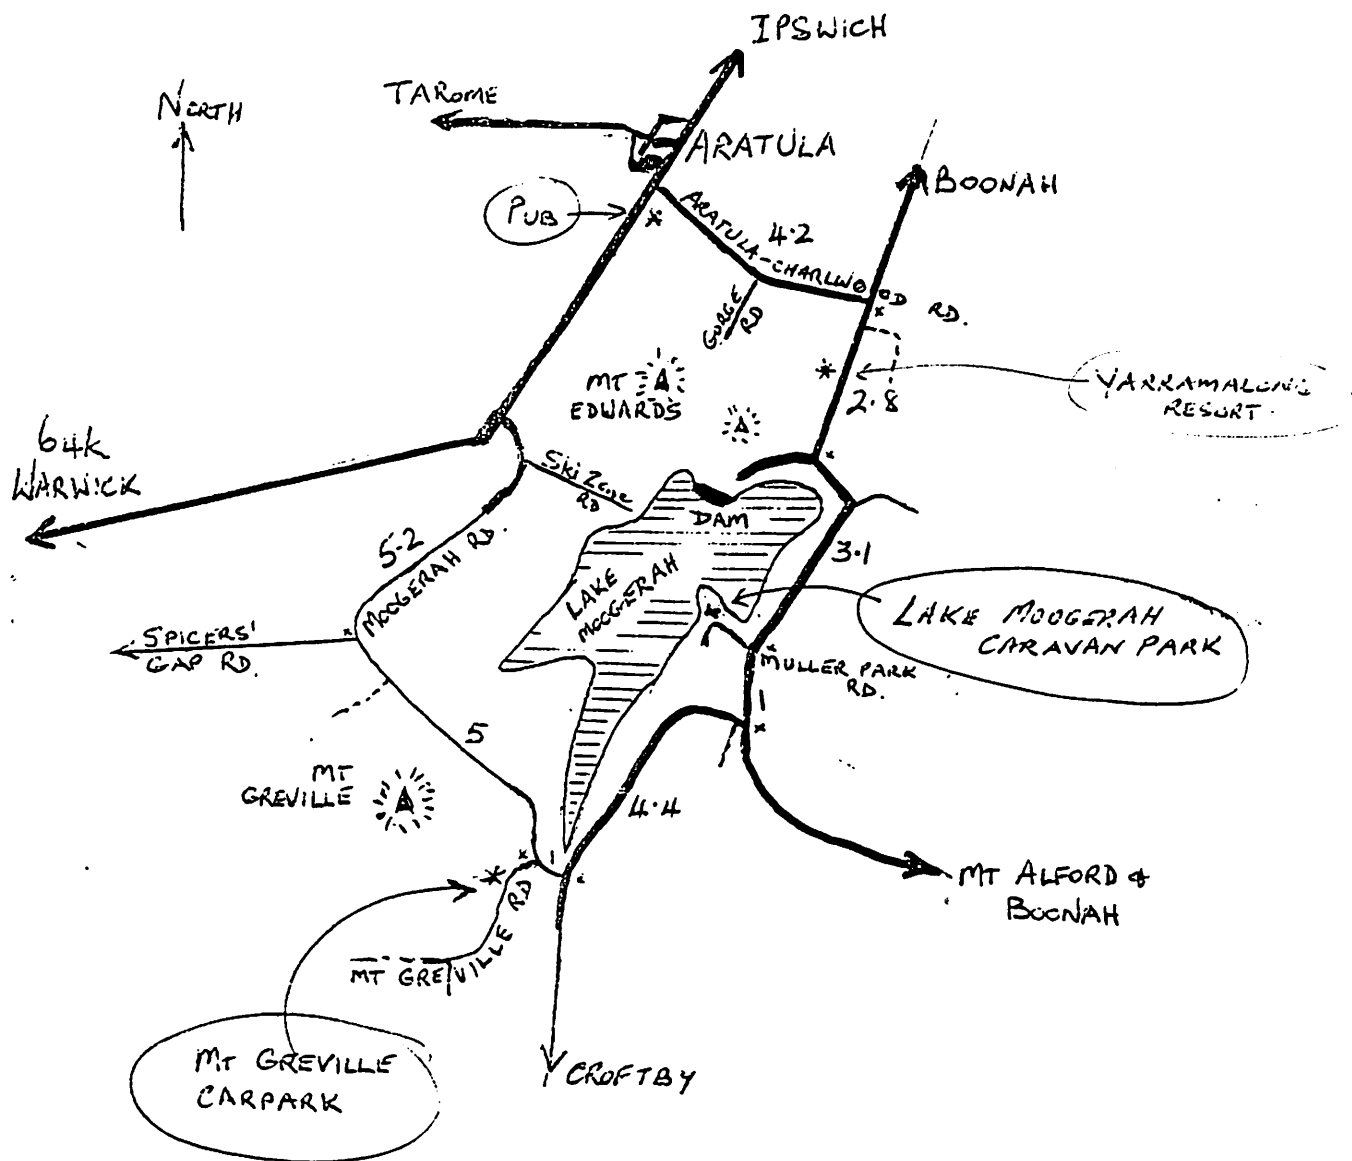 IPSWICH
NORTH
TAROME
ARATULA
BOONAH
PUB
ARATULA-CHARLWOOD RD.
4.2
GORGE
RD
MT
EDWARDS
2.8
YARRAMALONG
RESORT.
64K
WARWICK
SKI ZONE
RD
DAM
5.2
MOOGERAH RD.
3.1
LAKE
MOOGERAH
LAKE MOOGERAH
CARAVAN PARK
SPICERS'
GAP RD.
MULLER PARK
RD.
1
5
MT
GREVILLE
4.4
1
MT GREVILLE RD
MT ALFORD &
BOONAH
MT GREVILLE
CARPARK
CROFTBY